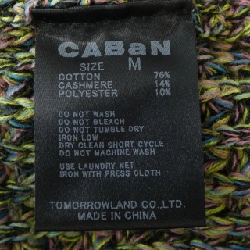 CABaN
SIZE M
COTTON 76%
CASHMERE 14%
POLYESTER 10%
DO NOT WASH
DO NOT BLEACH
DO NOT TUMBLE DRY
IRON LOW
DRY CLEAN SHORT CYCLE
DO NOT MACHINE WASH
USE LAUNDRY NET
IRON WITH PRESS CLOTH
TOMORROWLAND CO.,LTD.
MADE IN CHINA